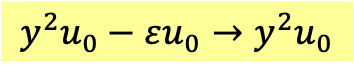 y²u₀ − εu₀ → y²u₀